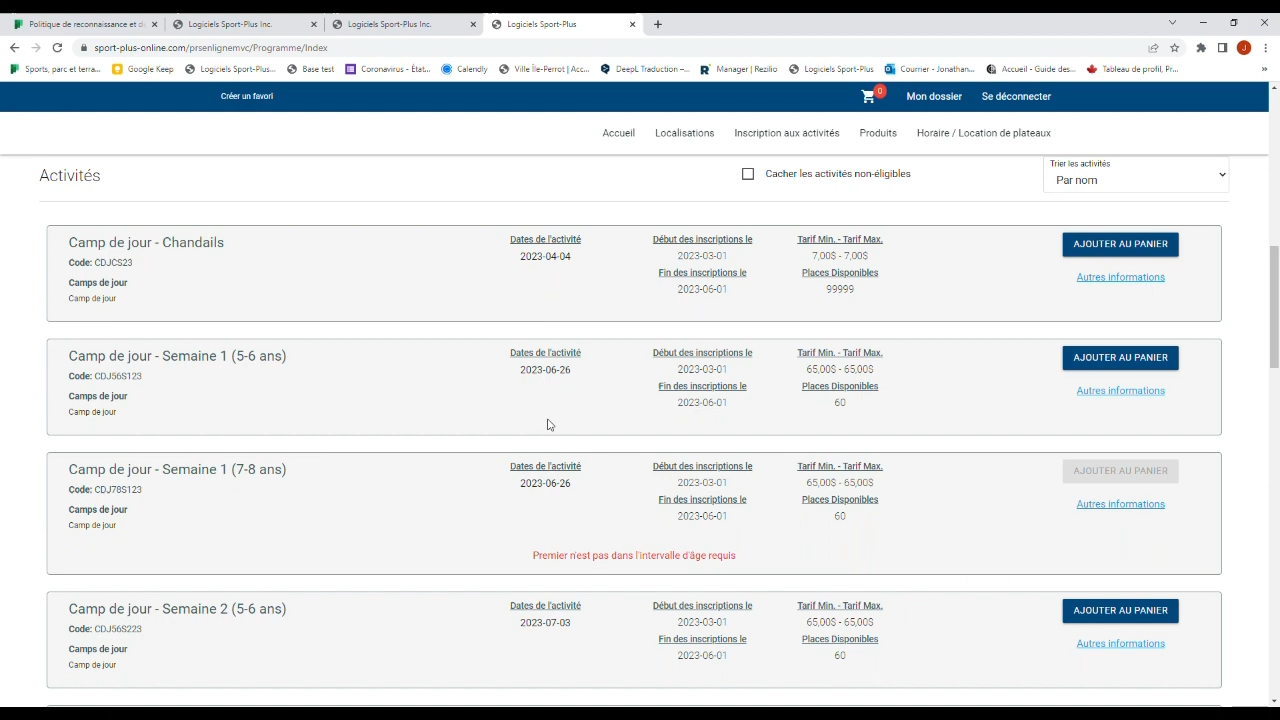 Politique de reconnaissance et de
Logiciels Sport-Plus Inc.
Logiciels Sport-Plus Inc.
Logiciels Sport-Plus
sport-plus-online.com/prsenlignemvc/Programme/Index
J
Sports, parc et terra...
Google Keep
Logiciels Sport-Plus...
Base test
Coronavirus - État...
Calendly
Ville Île-Perrot | Acc...
DeepL Traduction –...
Manager | Rezilio
Logiciels Sport-Plus
Courrier - Jonathan...
Accueil - Guide des...
Tableau de profil, Pr...
»
Créer un favori
0
Mon dossier
Se déconnecter
Accueil
Localisations
Inscription aux activités
Produits
Horaire / Location de plateaux
Activités
Cacher les activités non-éligibles
Trier les activités
Par nom
Camp de jour - Chandails
Code: CDJCS23
Camps de jour
Camp de jour
Dates de l'activité
2023-04-04
Début des inscriptions le
2023-03-01
Fin des inscriptions le
2023-06-01
Tarif Min. - Tarif Max.
7,00$ - 7,00$
Places Disponibles
99999
AJOUTER AU PANIER
Autres informations
Camp de jour - Semaine 1 (5-6 ans)
Code: CDJ56S123
Camps de jour
Camp de jour
Dates de l'activité
2023-06-26
Début des inscriptions le
2023-03-01
Fin des inscriptions le
2023-06-01
Tarif Min. - Tarif Max.
65,00$ - 65,00$
Places Disponibles
60
AJOUTER AU PANIER
Autres informations
Camp de jour - Semaine 1 (7-8 ans)
Code: CDJ78S123
Camps de jour
Camp de jour
Dates de l'activité
2023-06-26
Début des inscriptions le
2023-03-01
Fin des inscriptions le
2023-06-01
Tarif Min. - Tarif Max.
65,00$ - 65,00$
Places Disponibles
60
AJOUTER AU PANIER
Autres informations
Premier n'est pas dans l'intervalle d'âge requis
Camp de jour - Semaine 2 (5-6 ans)
Code: CDJ56S223
Camps de jour
Camp de jour
Dates de l'activité
2023-07-03
Début des inscriptions le
2023-03-01
Fin des inscriptions le
2023-06-01
Tarif Min. - Tarif Max.
65,00$ - 65,00$
Places Disponibles
60
AJOUTER AU PANIER
Autres informations